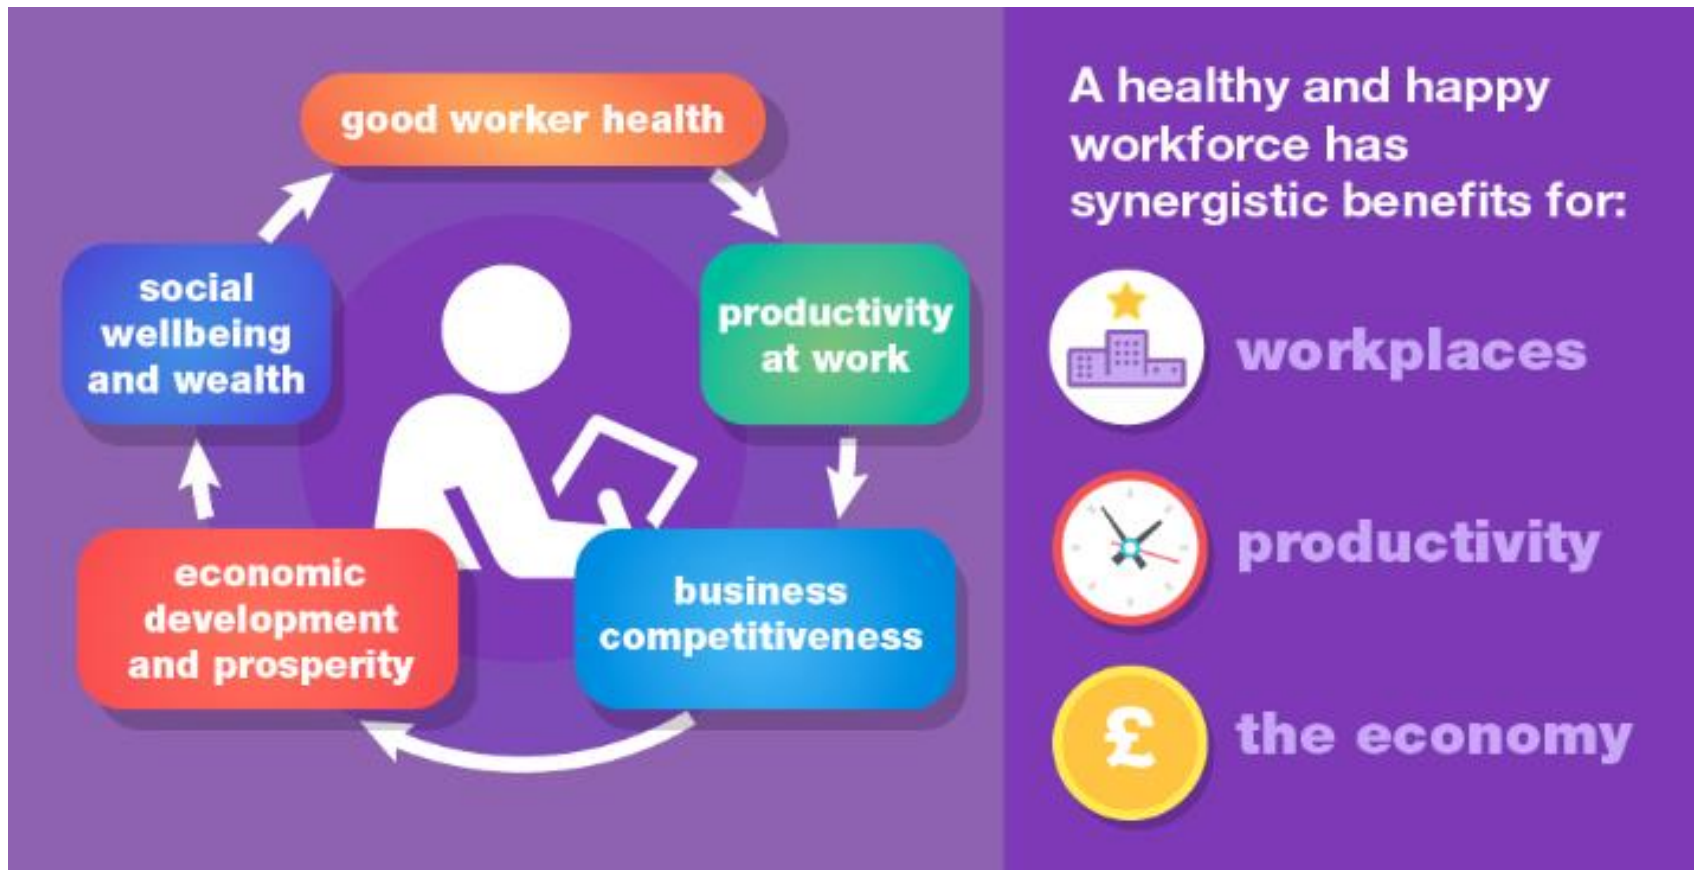 good worker health
social
wellbeing
and wealth
productivity
at work
economic
development
and prosperity
business
competitiveness
A healthy and happy
workforce has
synergistic benefits for:
workplaces
productivity
£
the economy